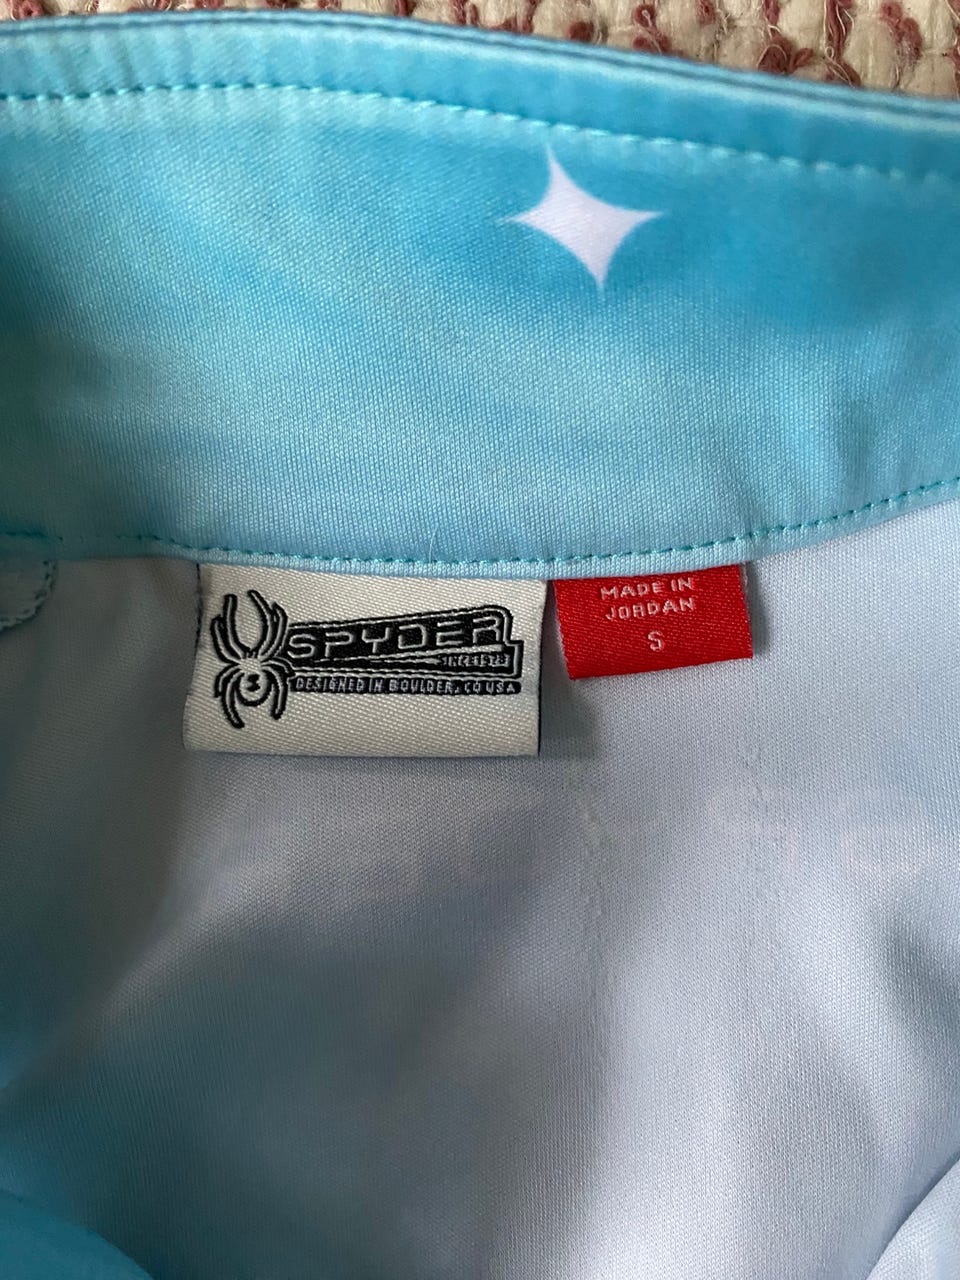 SPYDER
SINCE 1978
DESIGNED IN BOULDER, CO USA
MADE IN
JORDAN
S